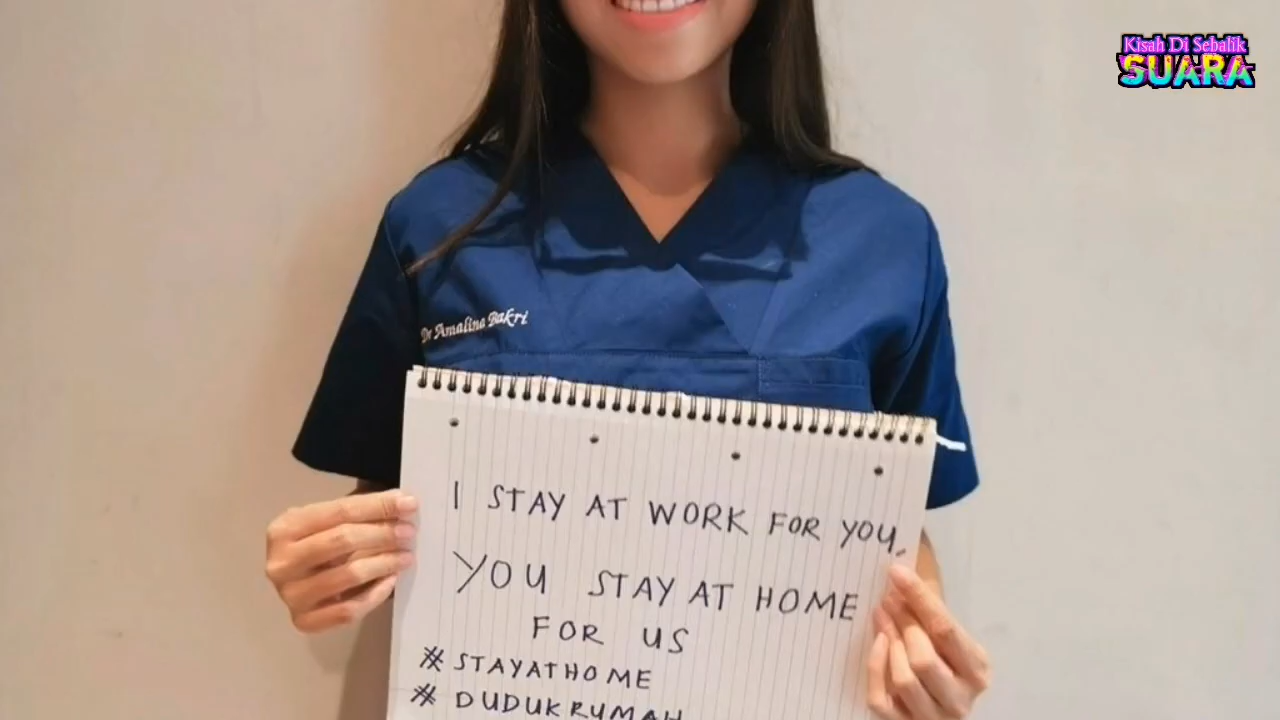 Kisah Di Sebalik
SUARA
Dr Amalina Bakri
I STAY AT WORK FOR YOU.
YOU STAY AT HOME
FOR US
# STAYATHOME
# DUDUKRUMAH